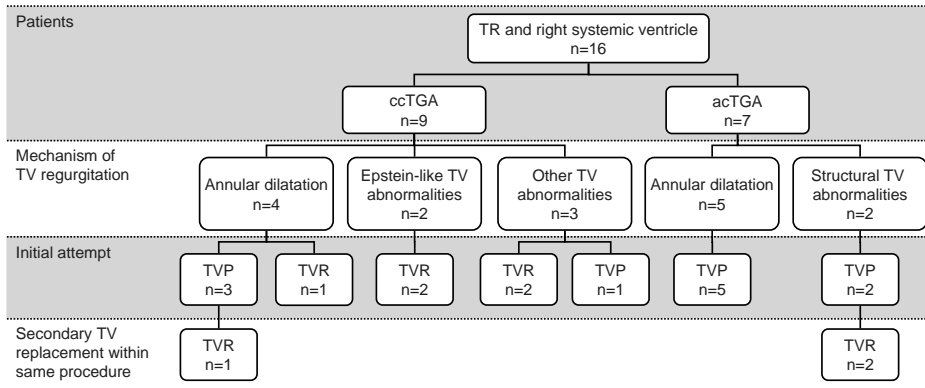 Patients
TR and right systemic ventricle
n=16
ccTGA
n=9
acTGA
n=7
Mechanism of
TV regurgitation
Annular dilatation
n=4
Epstein-like TV
abnormalities
n=2
Other TV
abnormalities
n=3
Annular dilatation
n=5
Structural TV
abnormalities
n=2
Initial attempt
TVP
n=3
TVR
n=1
TVR
n=2
TVR
n=2
TVP
n=1
TVP
n=5
TVP
n=2
Secondary TV
replacement within
same procedure
TVR
n=1
TVR
n=2